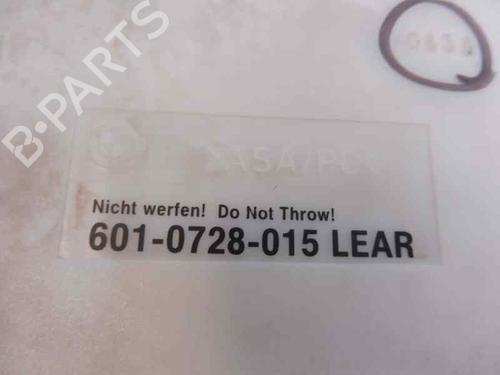 B-PARTS
Nicht werfen! Do Not Throw!
601-0728-015 LEAR